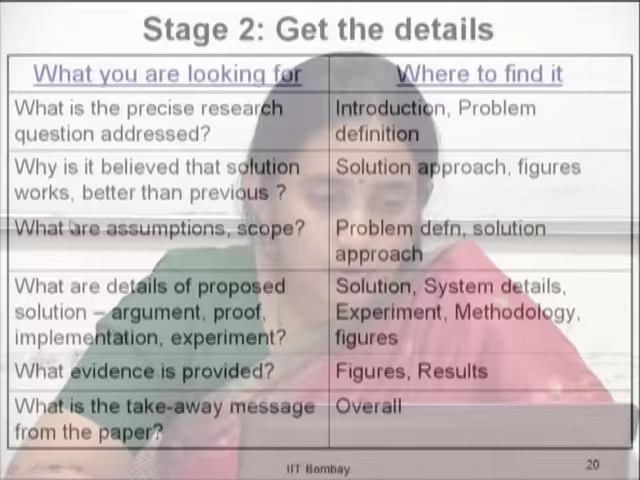 Stage 2: Get the details
What you are looking for
Where to find it
What is the precise research
question addressed?
Introduction, Problem
definition
Why is it believed that solution
works, better than previous ?
Solution approach, figures
What are assumptions, scope?
Problem defn, solution
approach
What are details of proposed
solution – argument, proof,
implementation, experiment?
Solution, System details,
Experiment, Methodology,
figures
What evidence is provided?
Figures, Results
What is the take-away message
from the paper?
Overall
IIT Bombay
20